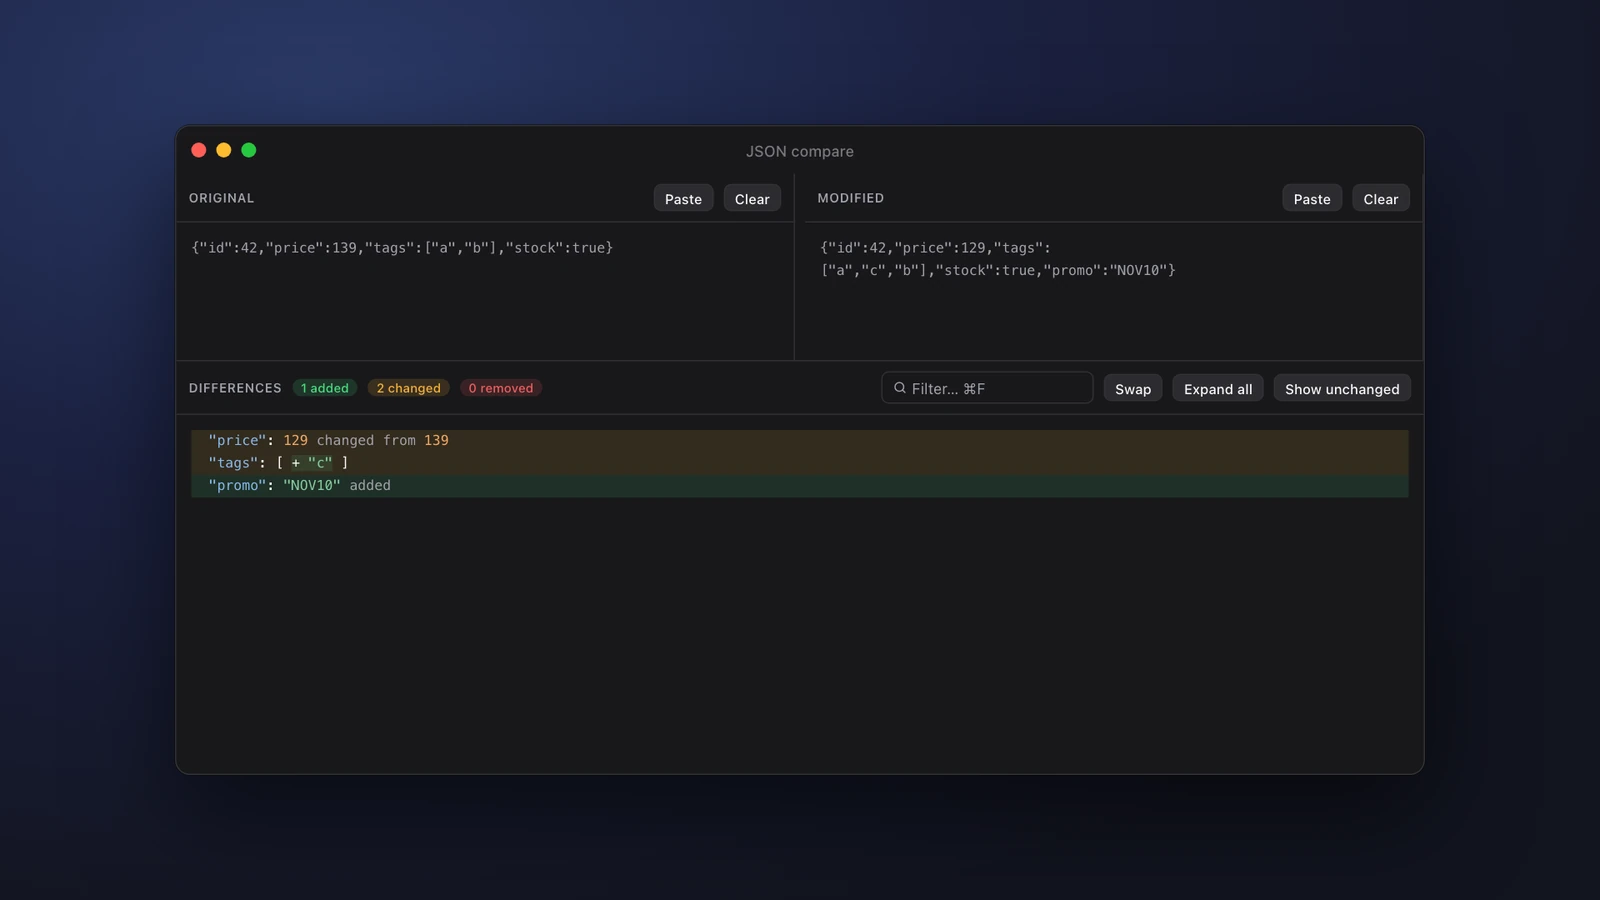 JSON compare
ORIGINAL Paste Clear
{"id":42,"price":139,"tags":["a","b"],"stock":true}
MODIFIED Paste Clear
{"id":42,"price":129,"tags":
["a","c","b"],"stock":true,"promo":"NOV10"}
DIFFERENCES 1 added 2 changed 0 removed Filter... ⌘F Swap Expand all Show unchanged
"price": 129 changed from 139
"tags": [ + "c" ]
"promo": "NOV10" added